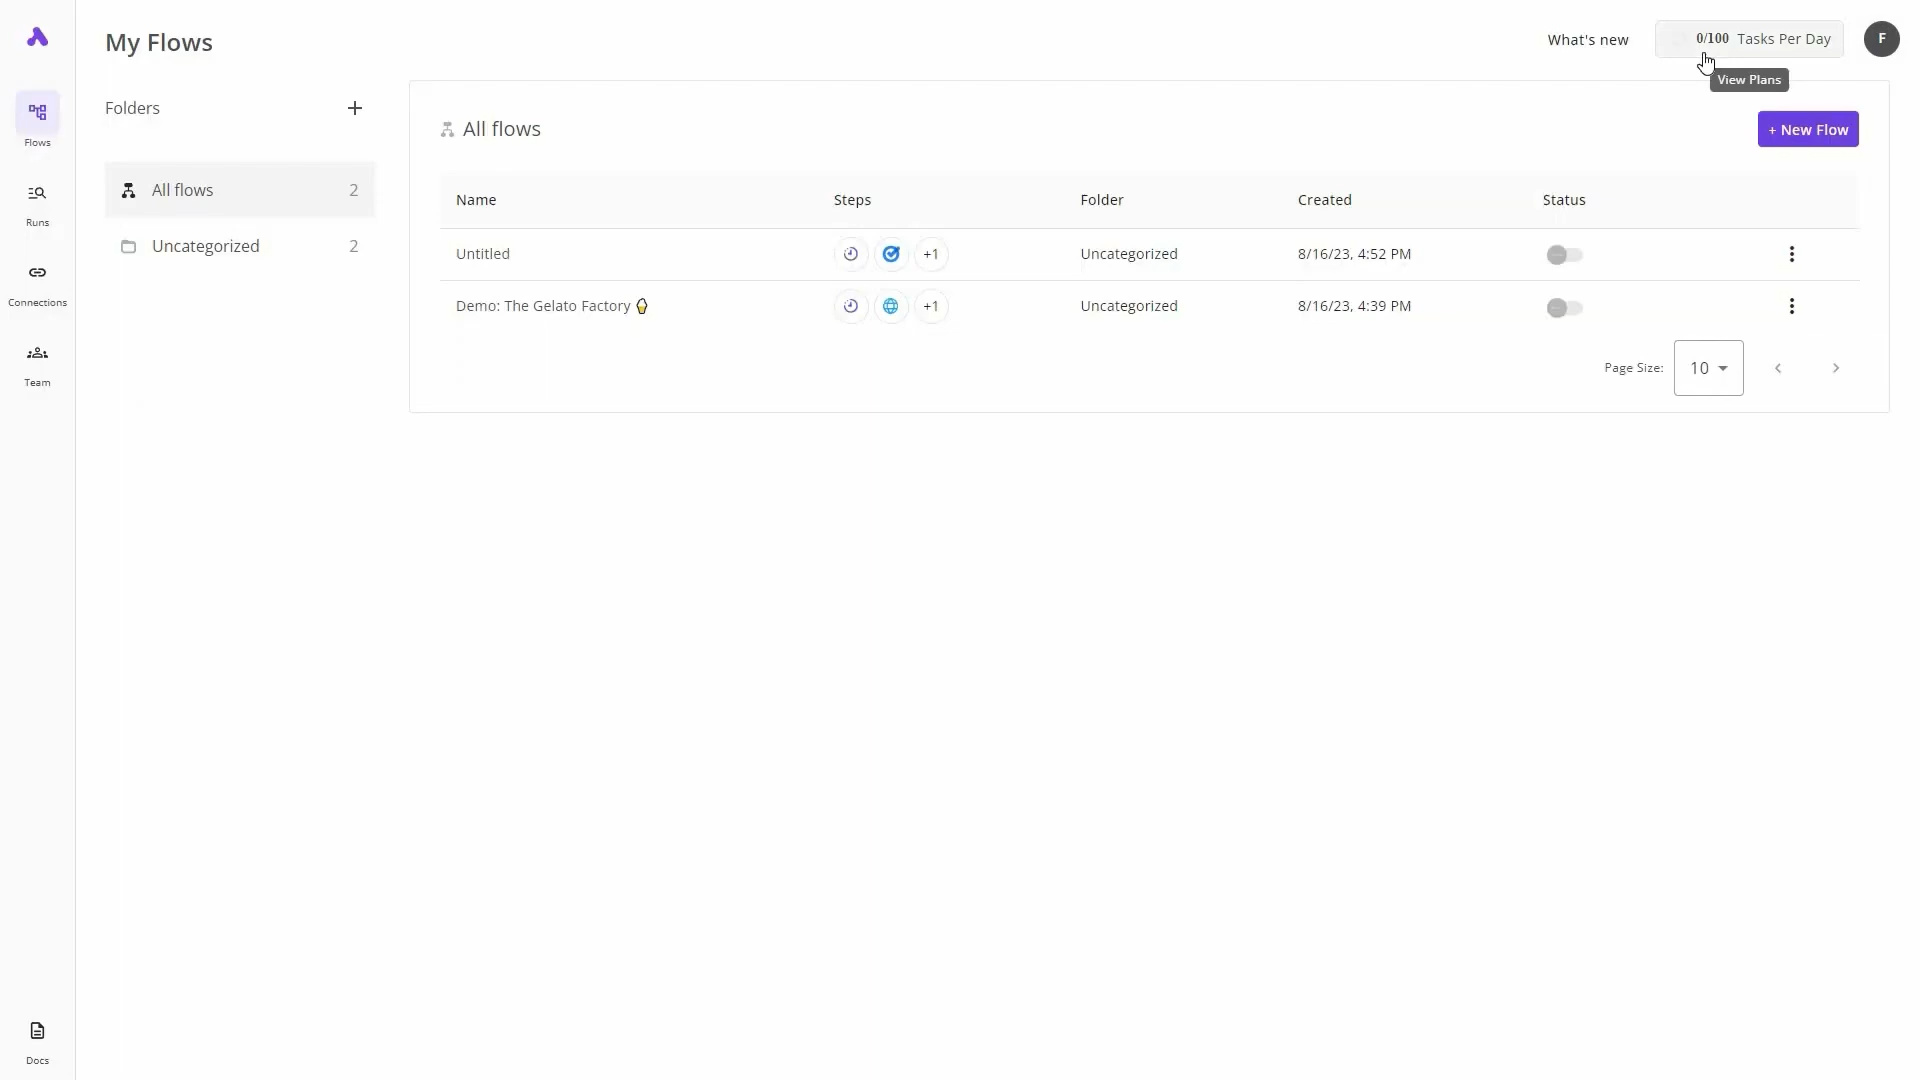 My Flows
What's new
0/100 Tasks Per Day
F
View Plans
Folders
All flows
+ New Flow
Flows
All flows 2
Uncategorized 2
Name Steps Folder Created Status
Untitled +1 Uncategorized 8/16/23, 4:52 PM
Demo: The Gelato Factory +1 Uncategorized 8/16/23, 4:39 PM
Page Size: 10
Runs
Connections
Team
Docs